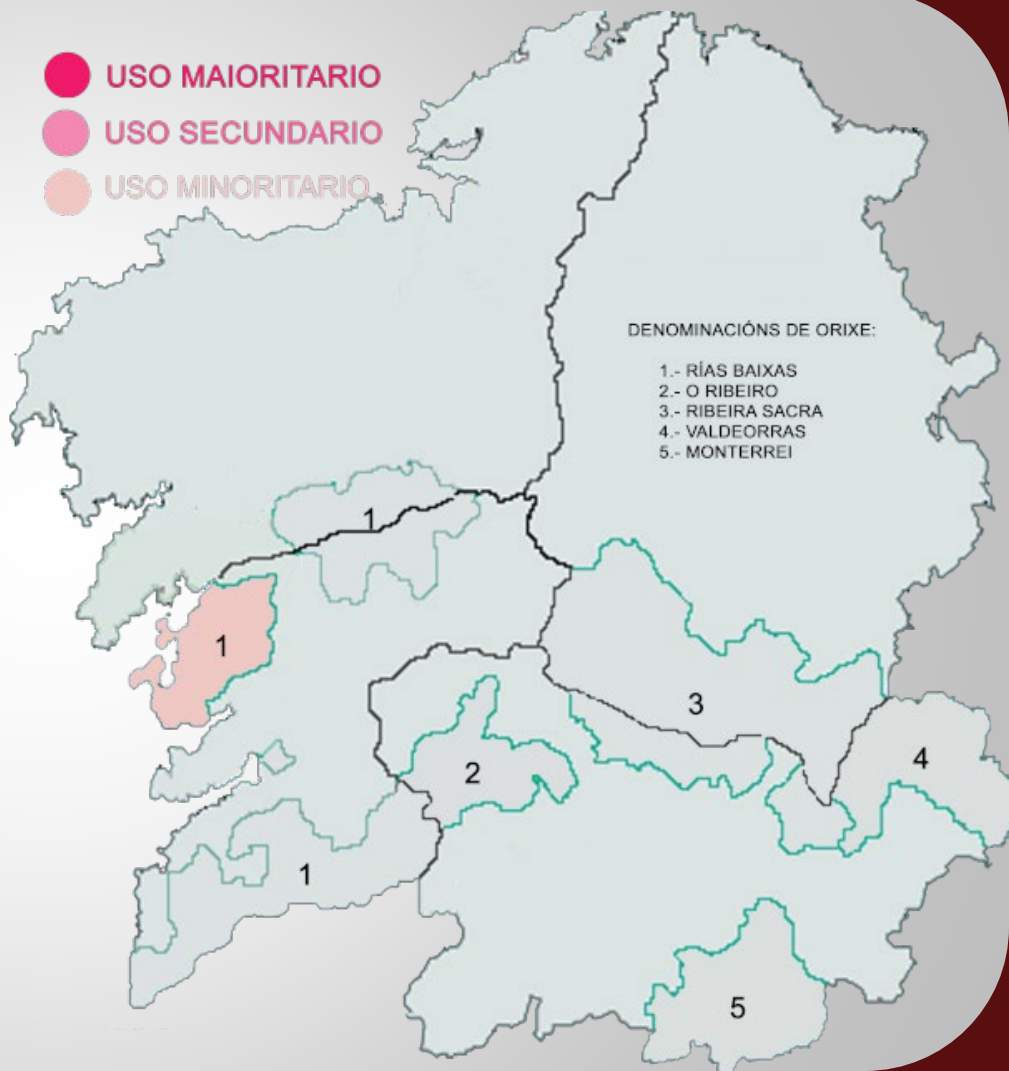 USO MAIORITARIO
USO SECUNDARIO
USO MINORITARIO
DENOMINACIÓNS DE ORIXE:
1.- RÍAS BAIXAS
2.- O RIBEIRO
3.- RIBEIRA SACRA
4.- VALDEORRAS
5.- MONTERREI
1
1
3
4
2
1
5